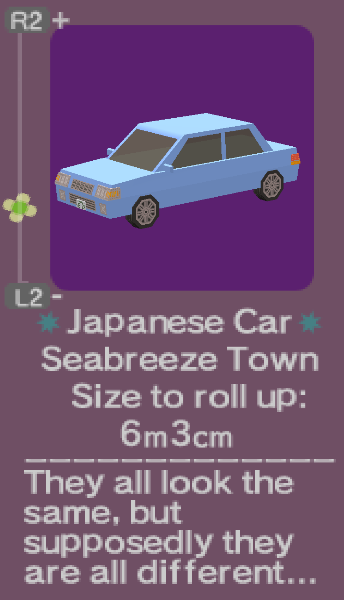 R2 +
L2 -
Japanese Car
Seabreeze Town
Size to roll up:
6m3cm
They all look the
same, but
supposedly they
are all different...